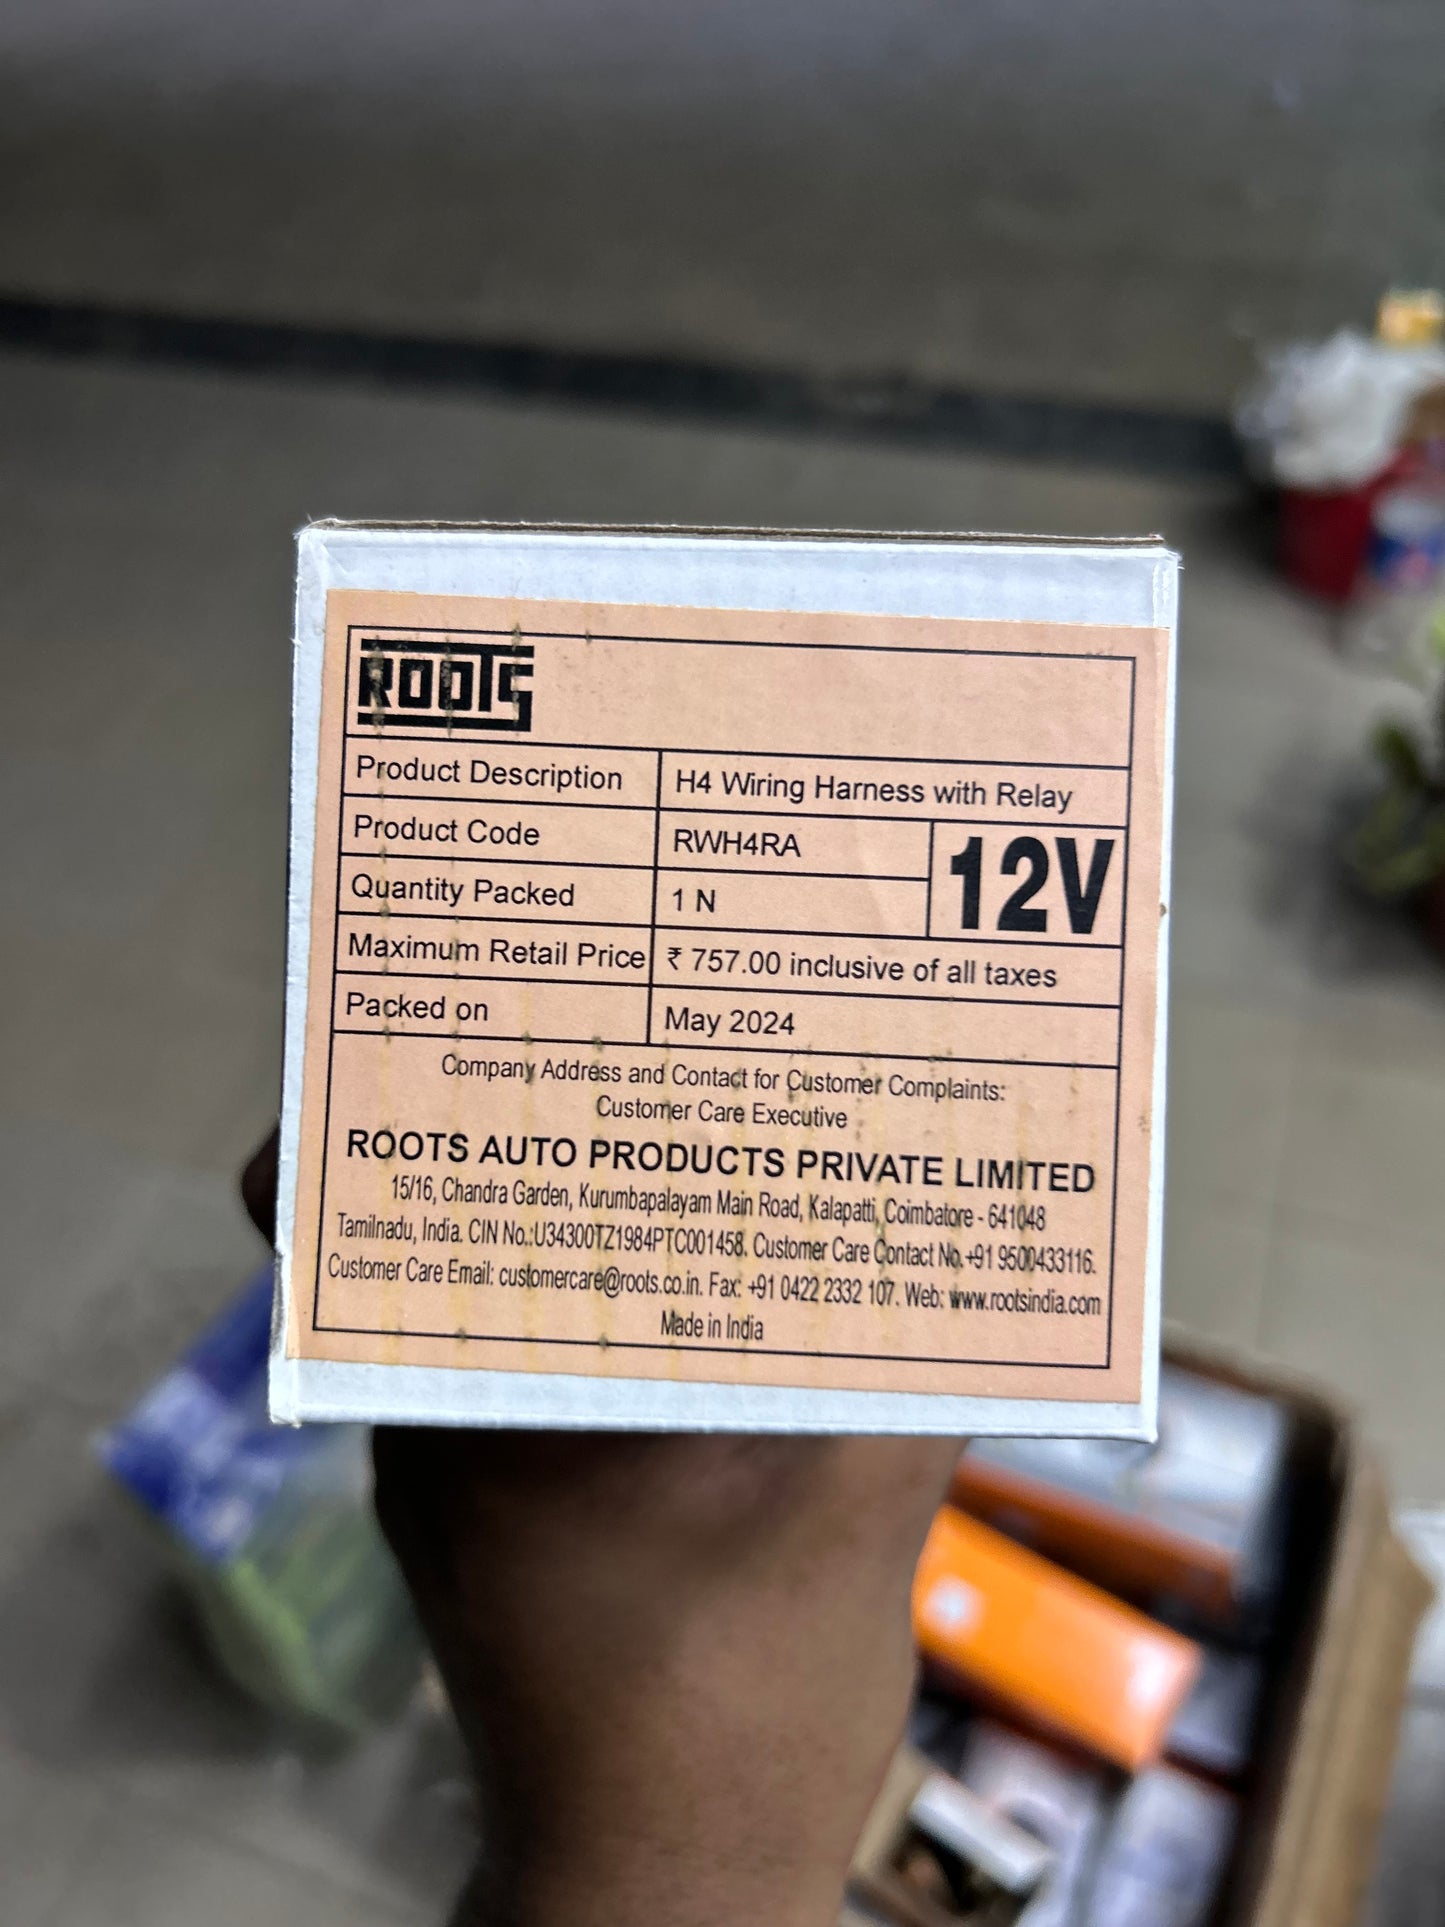 ROOTS
Product Description H4 Wiring Harness with Relay
Product Code RWH4RA 12V
Quantity Packed 1 N
Maximum Retail Price ₹ 757.00 inclusive of all taxes
Packed on May 2024
Company Address and Contact for Customer Complaints:
Customer Care Executive
ROOTS AUTO PRODUCTS PRIVATE LIMITED
15/16, Chandra Garden, Kurumbapalayam Main Road, Kalapatti, Coimbatore - 641048
Tamilnadu, India. CIN No.:U34300TZ1984PTC001458. Customer Care Contact No.+91 9500433116.
Customer Care Email: customercare@roots.co.in. Fax: +91 0422 2332 107. Web: www.rootsindia.com
Made in India